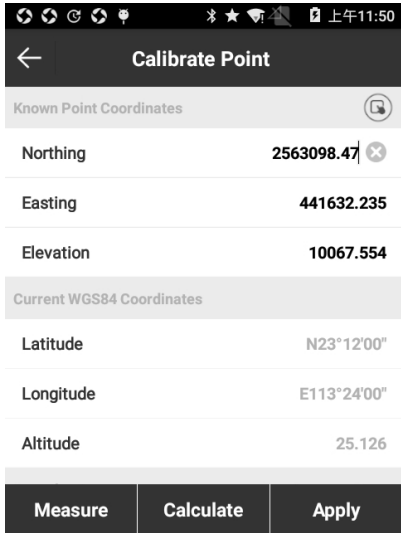 上午11:50
Calibrate Point
Known Point Coordinates
Northing 2563098.47
Easting 441632.235
Elevation 10067.554
Current WGS84 Coordinates
Latitude N23°12'00"
Longitude E113°24'00"
Altitude 25.126
Measure Calculate Apply